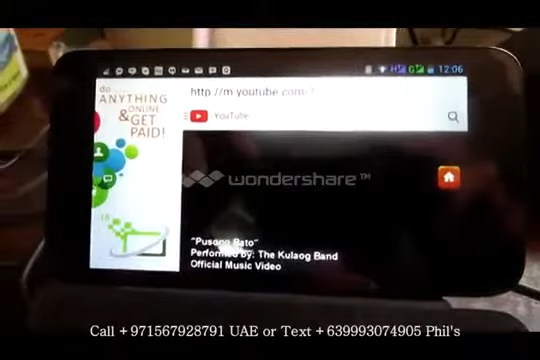 12:06
do
ANYTHING
ONLINE
& GET
PAID!
http://m.youtube.com/
YouTube
wondershare™
"Pusong Bato"
Performed by: The Kulaog Band
Official Music Video
Call +971567928791 UAE or Text +639993074905 Phil's